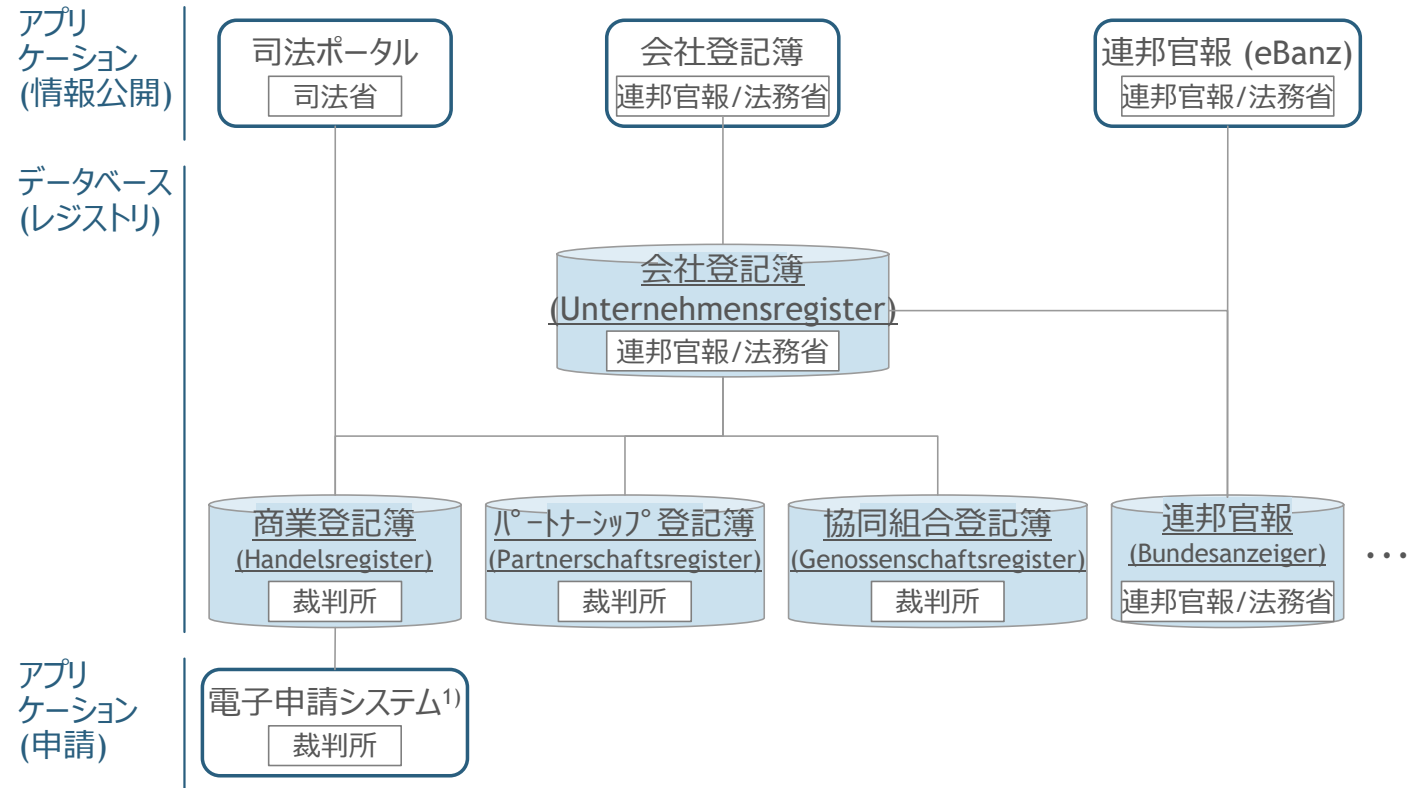 アプリ
ケーション
(情報公開)
司法ポータル
司法省
会社登記簿
連邦官報/法務省
連邦官報 (eBanz)
連邦官報/法務省
データベース
(レジストリ)
会社登記簿
(Unternehmensregister)
連邦官報/法務省
商業登記簿
(Handelsregister)
裁判所
ﾊﾟｰﾄﾅｰｼｯﾌﾟ登記簿
(Partnerschaftsregister)
裁判所
協同組合登記簿
(Genossenschaftsregister)
裁判所
連邦官報
(Bundesanzeiger)
連邦官報/法務省
…
アプリ
ケーション
(申請)
電子申請システム1)
裁判所